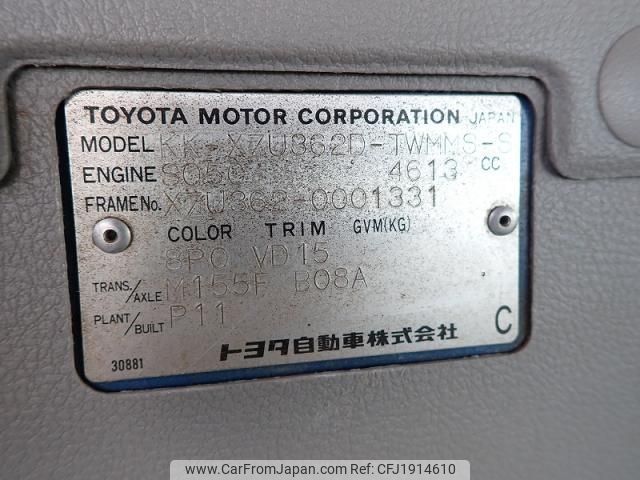 TOYOTA MOTOR CORPORATION JAPAN
MODEL KK-XZU362D-TWMMS-S
ENGINE S05C 4613 CC
FRAME No. XZU362-0001331
COLOR TRIM GVM(KG)
8P0 VD15
TRANS./AXLE M155F B08A
PLANT/BUILT P11
トヨタ自動車株式会社 C
30881
www.CarFromJapan.com | Photo ID: CFJ1914610